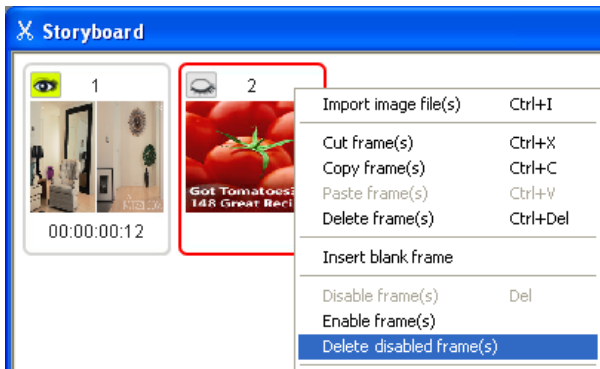 Storyboard
1
2
Got Tomatoes?
148 Great Reci
00:00:00:12
Import image file(s) Ctrl+I
Cut frame(s) Ctrl+X
Copy frame(s) Ctrl+C
Paste frame(s) Ctrl+V
Delete frame(s) Ctrl+Del
Insert blank frame
Disable frame(s) Del
Enable frame(s)
Delete disabled frame(s)